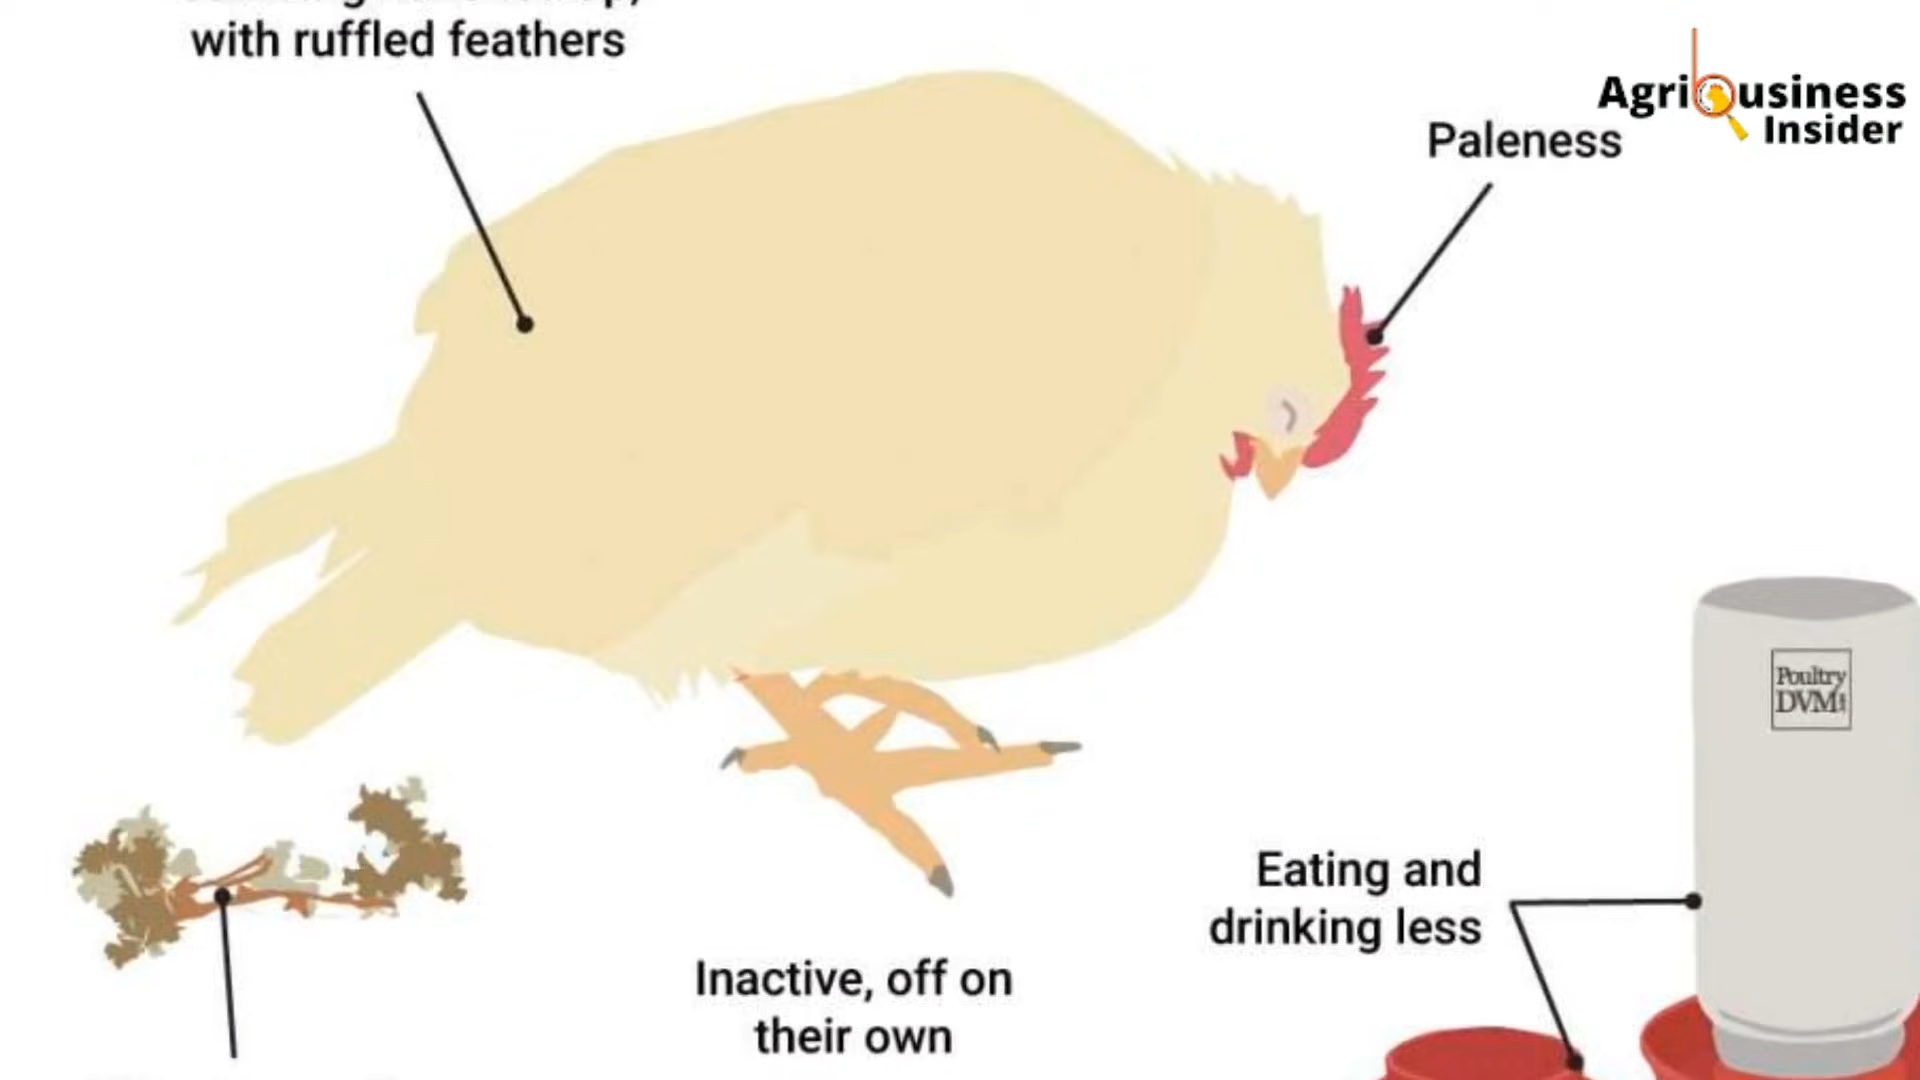 with ruffled feathers
Agribusiness
Insider
Paleness
Poultry
DVM
Eating and
drinking less
Inactive, off on
their own